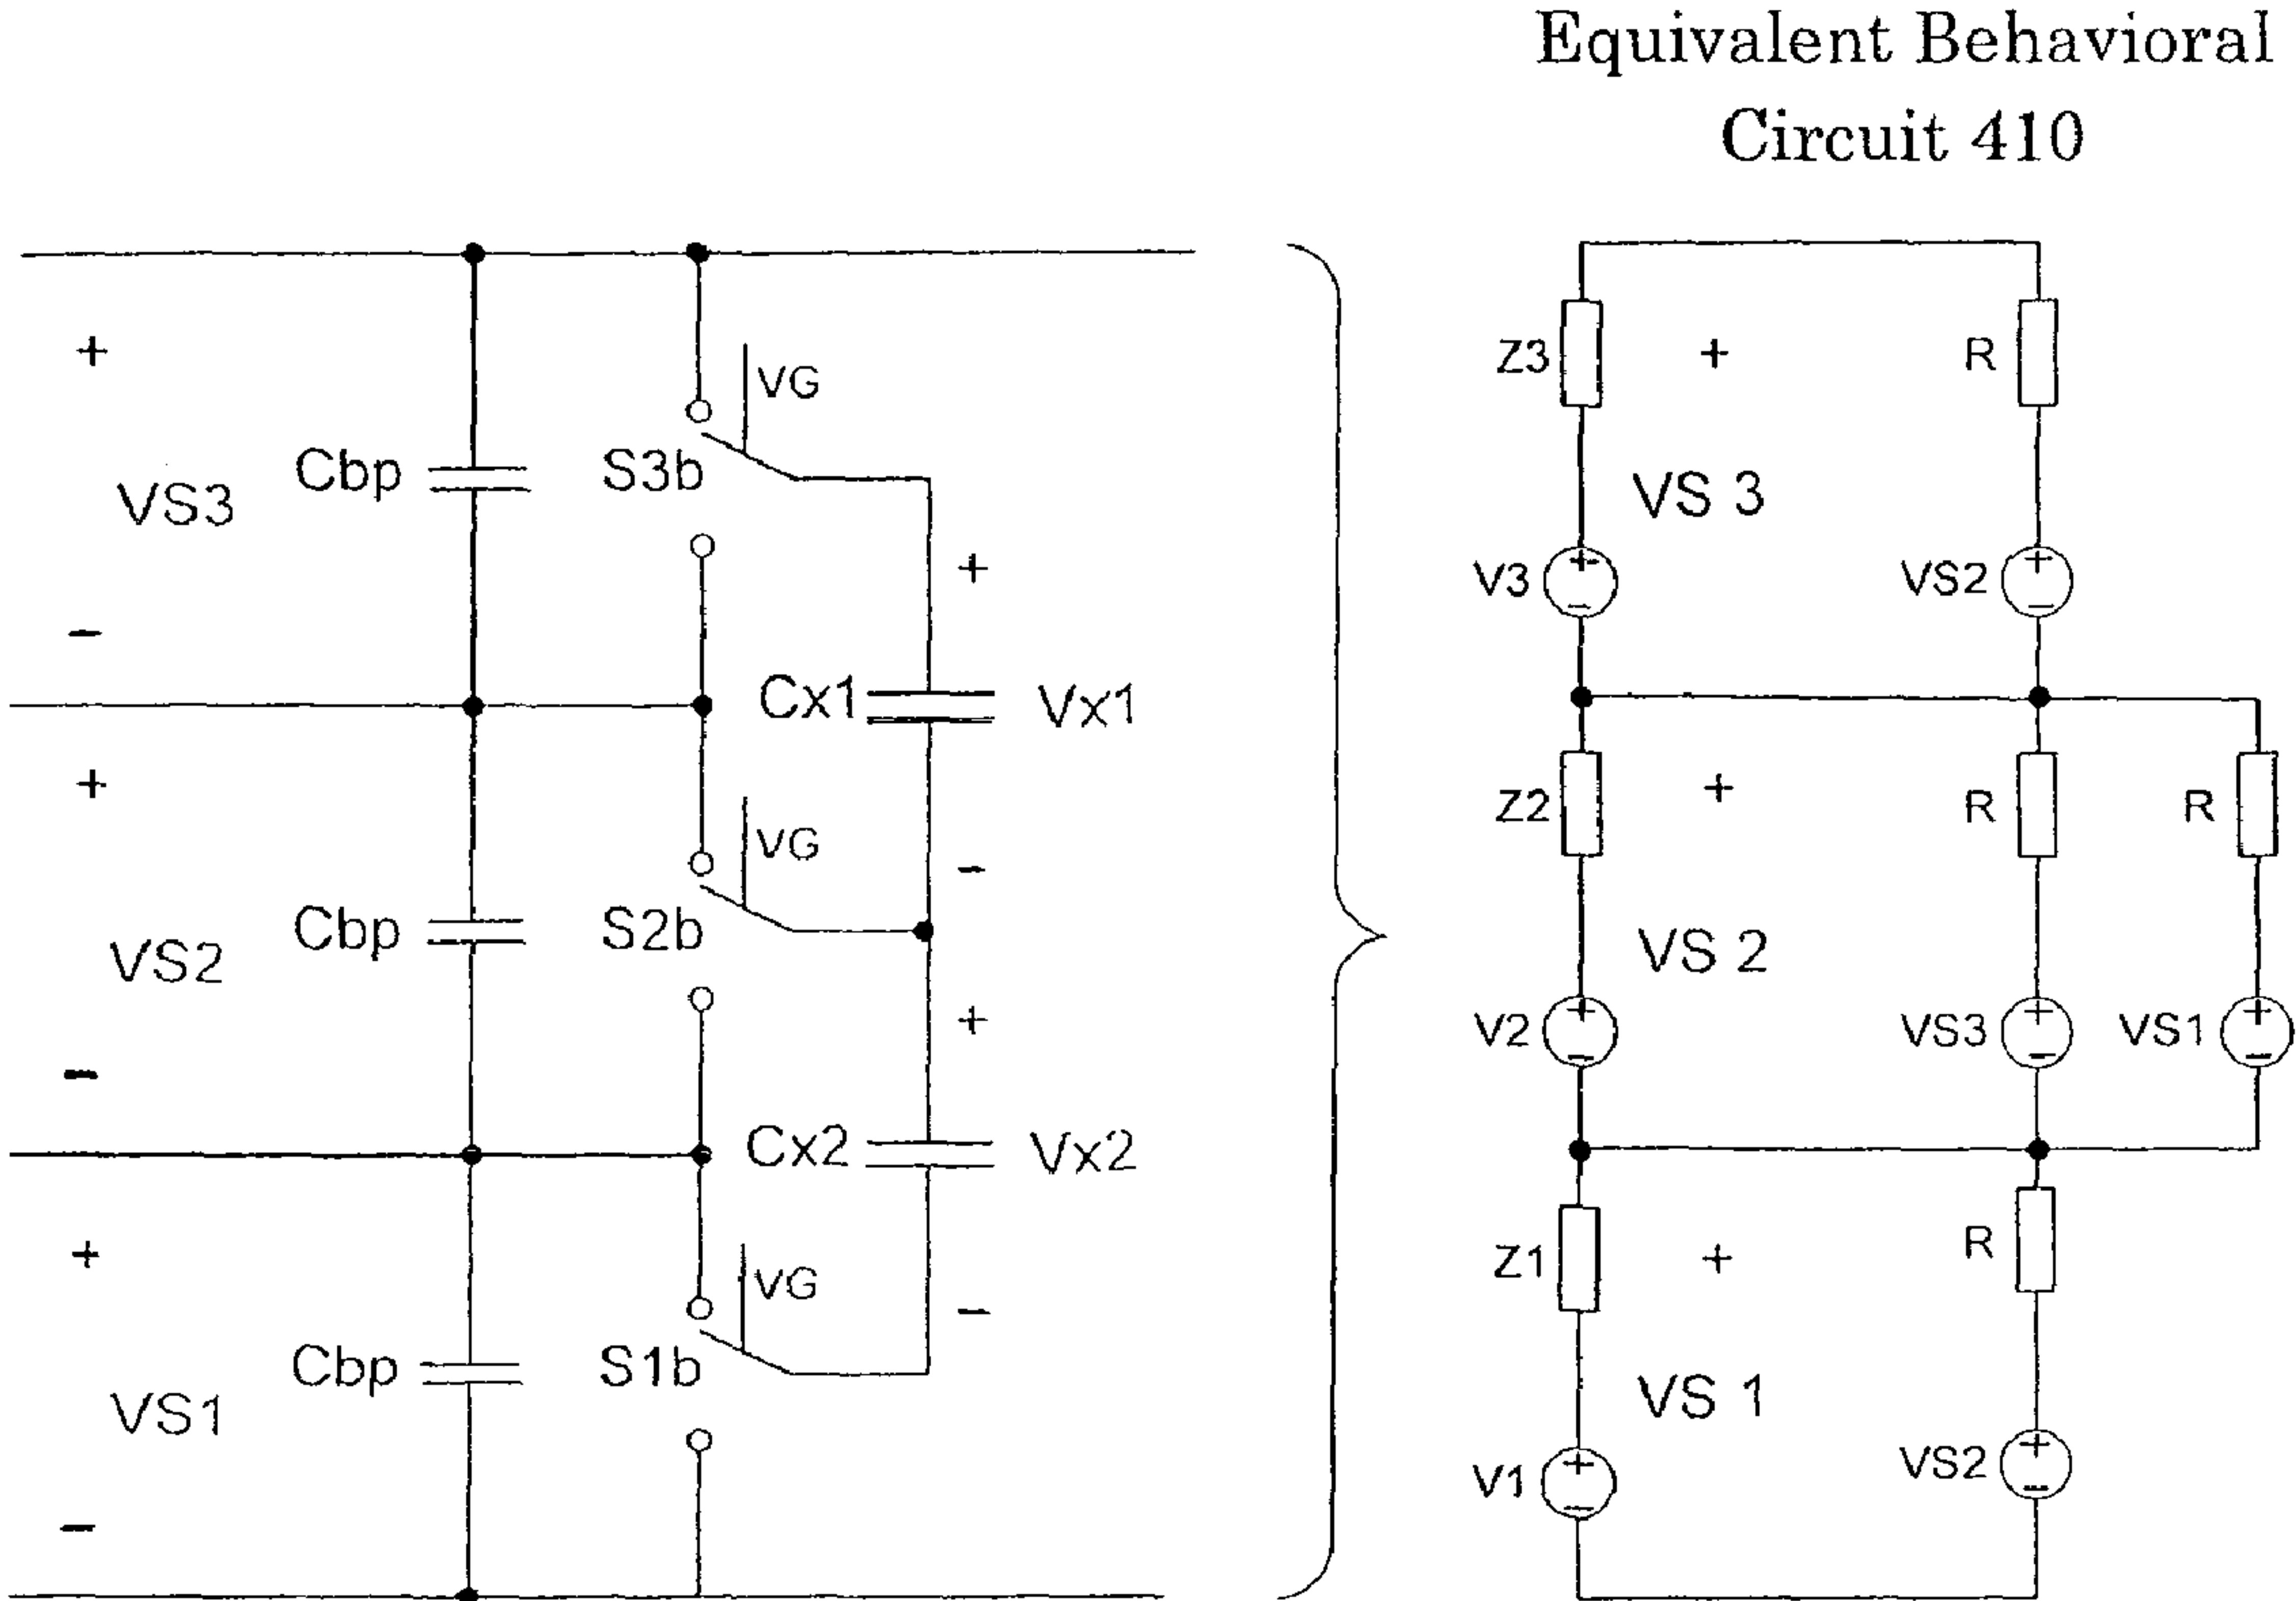 Equivalent Behavioral
Circuit 410
+
VG
Cbp
S3b
VS3
+
−
Cx1
Vx1
+
VG
−
Cbp
S2b
VS2
+
−
Cx2
Vx2
+
VG
−
Cbp
S1b
VS1
−
Z3
+
R
VS 3
V3
+
−
VS2
+
−
Z2
+
R
R
VS 2
V2
+
−
VS3
+
−
VS1
+
−
Z1
+
R
VS 1
V1
+
−
VS2
+
−